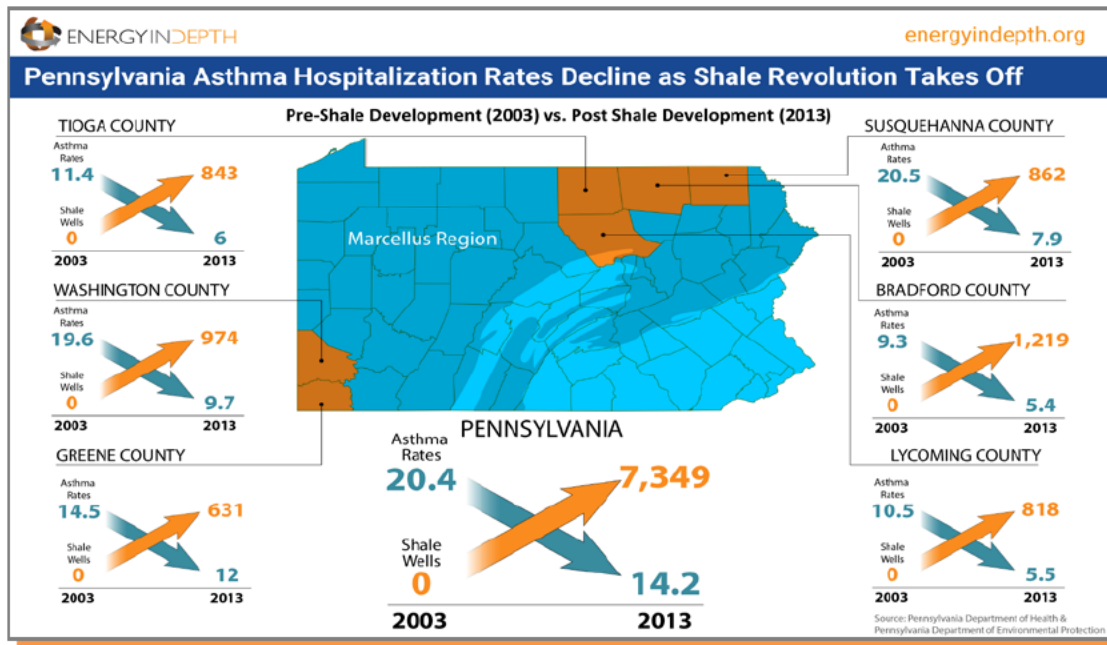 ENERGYINDEPTH
energyindepth.org
Pennsylvania Asthma Hospitalization Rates Decline as Shale Revolution Takes Off
Pre-Shale Development (2003) vs. Post Shale Development (2013)
TIOGA COUNTY
Asthma
Rates
11.4
843
Shale
Wells
0
6
2003
2013
WASHINGTON COUNTY
Asthma
Rates
19.6
974
Shale
Wells
0
9.7
2003
2013
GREENE COUNTY
Asthma
Rates
14.5
631
Shale
Wells
0
12
2003
2013
Marcellus Region
PENNSYLVANIA
Asthma
Rates
20.4
7,349
Shale
Wells
0
14.2
2003
2013
SUSQUEHANNA COUNTY
Asthma
Rates
20.5
862
Shale
Wells
0
7.9
2003
2013
BRADFORD COUNTY
Asthma
Rates
9.3
1,219
Shale
Wells
0
5.4
2003
2013
LYCOMING COUNTY
Asthma
Rates
10.5
818
Shale
Wells
0
5.5
2003
2013
Source: Pennsylvania Department of Health &
Pennsylvania Department of Environmental Protection